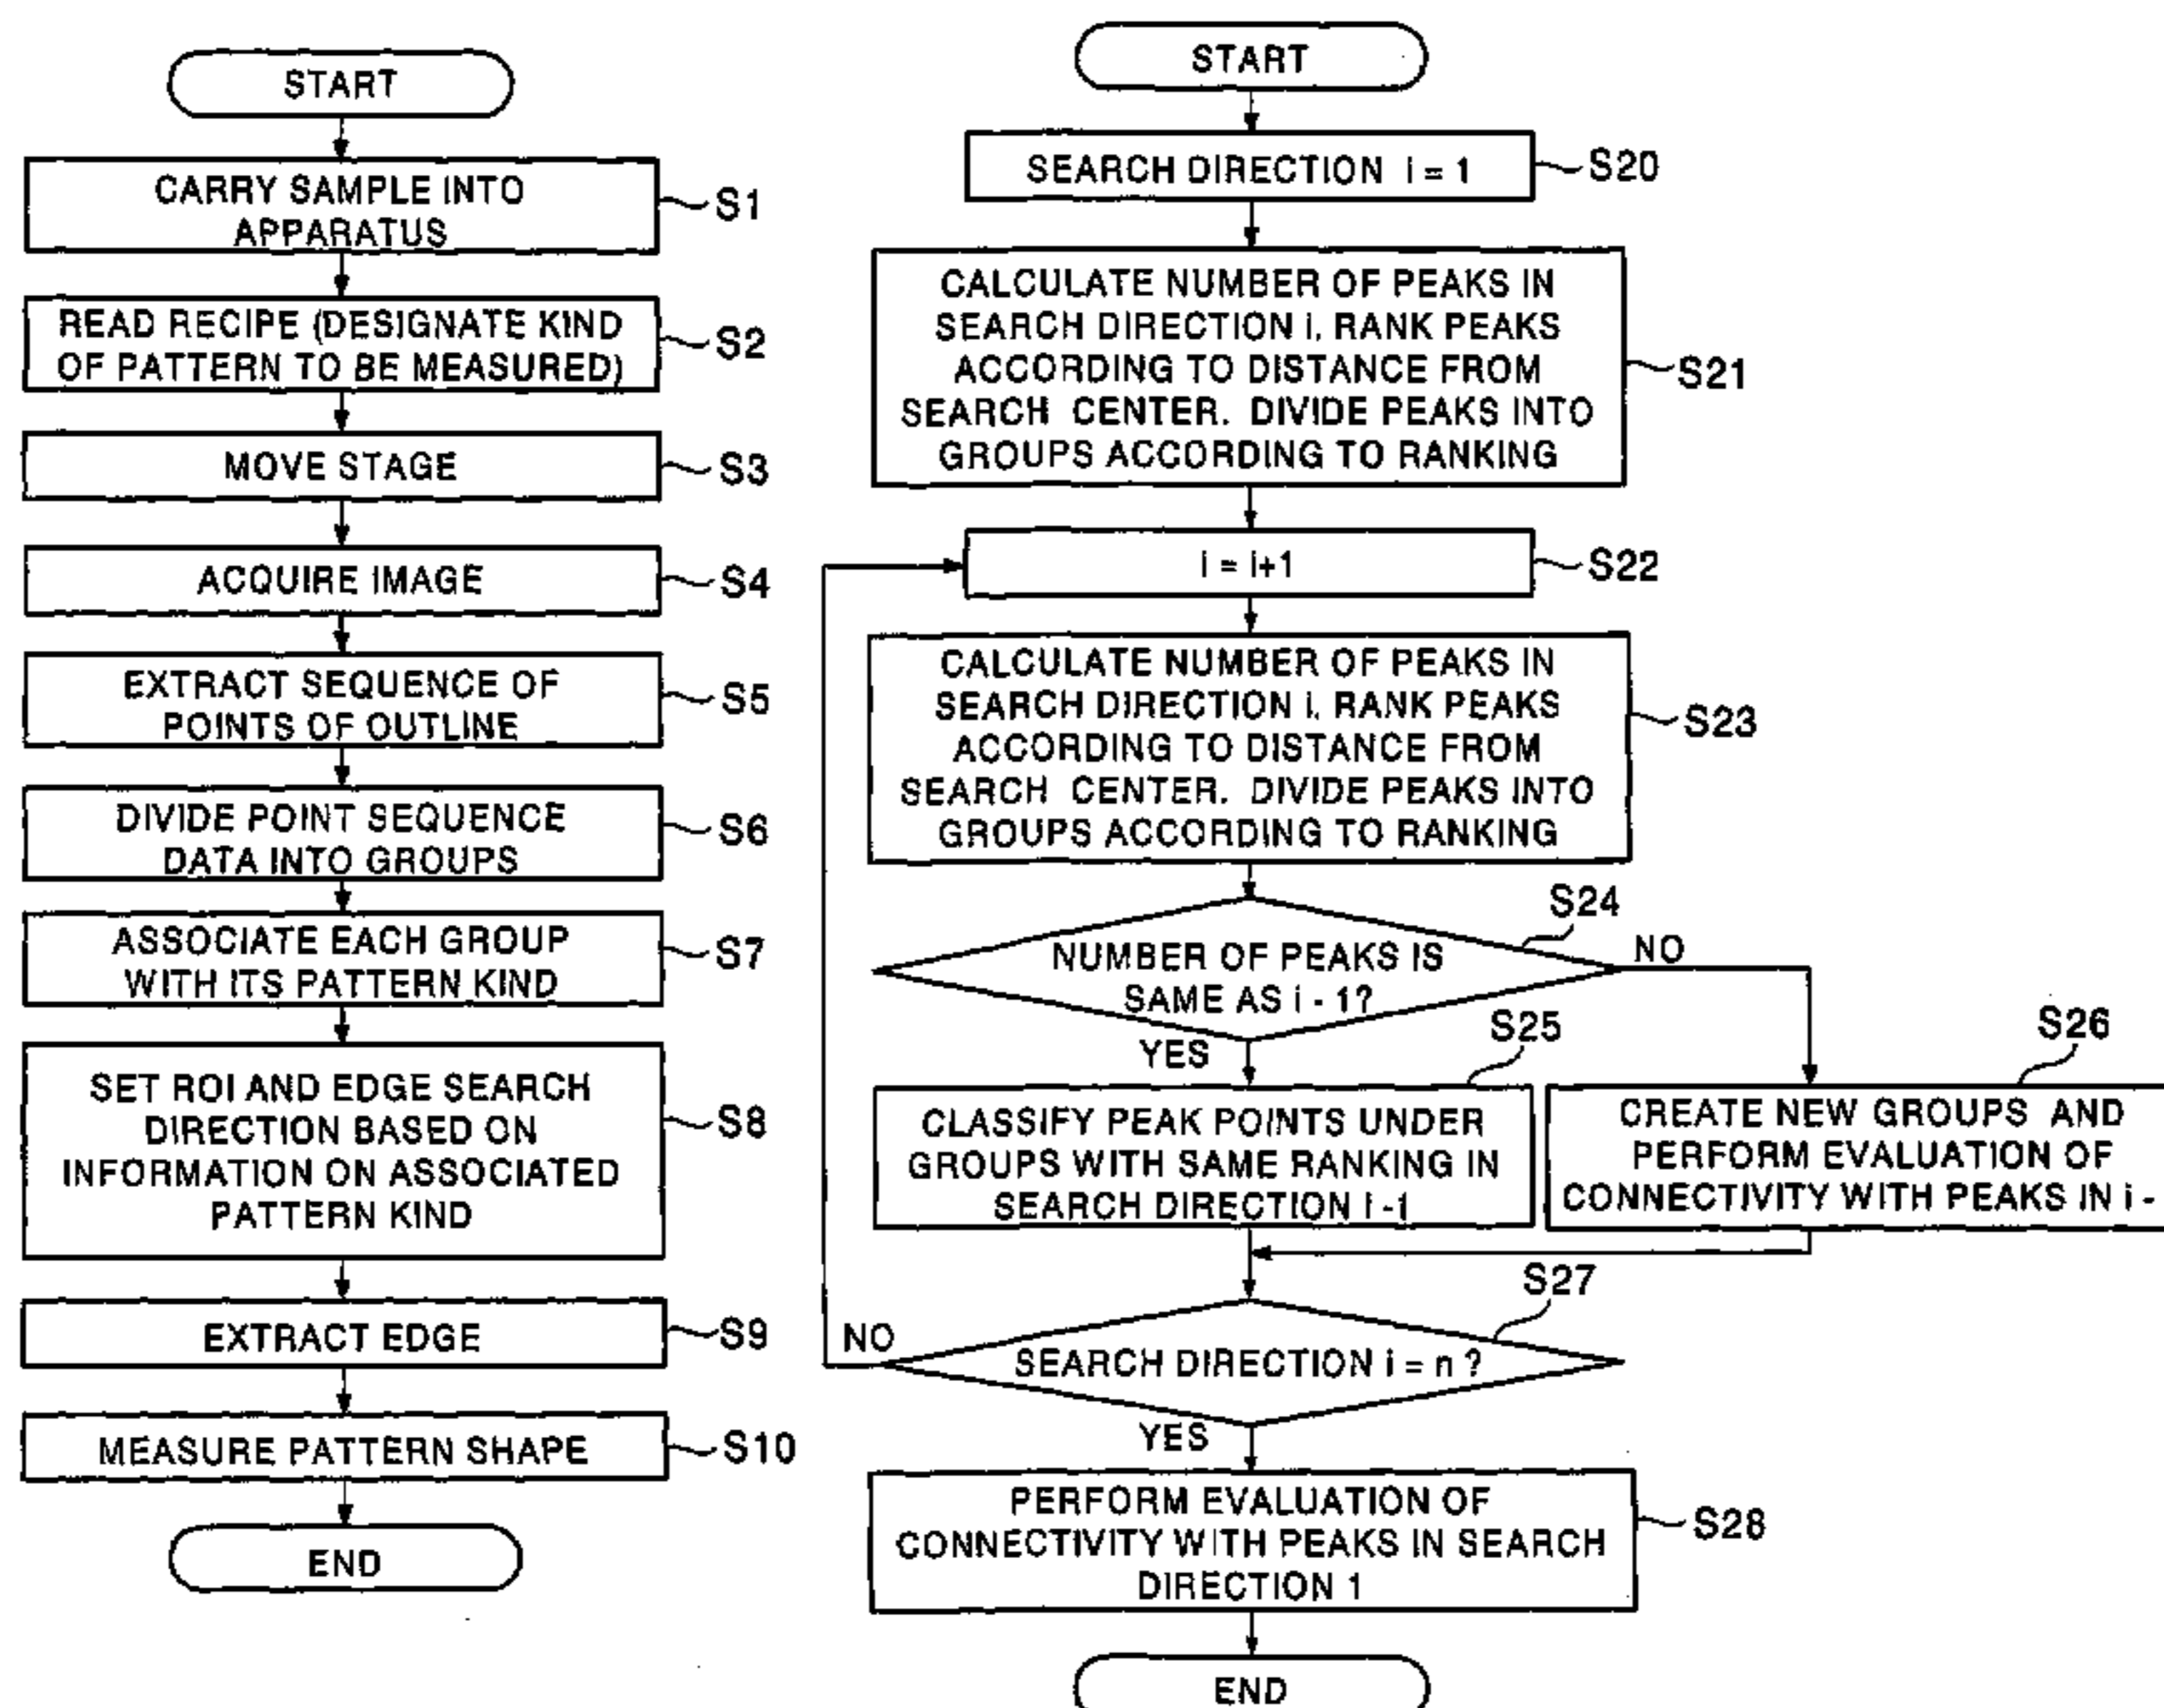 START
CARRY SAMPLE INTO
APPARATUS
S1
READ RECIPE (DESIGNATE KIND
OF PATTERN TO BE MEASURED)
S2
MOVE STAGE
S3
ACQUIRE IMAGE
S4
EXTRACT SEQUENCE OF
POINTS OF OUTLINE
S5
DIVIDE POINT SEQUENCE
DATA INTO GROUPS
S6
ASSOCIATE EACH GROUP
WITH ITS PATTERN KIND
S7
SET ROI AND EDGE SEARCH
DIRECTION BASED ON
INFORMATION ON ASSOCIATED
PATTERN KIND
S8
EXTRACT EDGE
S9
MEASURE PATTERN SHAPE
S10
END
START
SEARCH DIRECTION i = 1
S20
CALCULATE NUMBER OF PEAKS IN
SEARCH DIRECTION i. RANK PEAKS
ACCORDING TO DISTANCE FROM
SEARCH CENTER. DIVIDE PEAKS INTO
GROUPS ACCORDING TO RANKING
S21
i = i+1
S22
CALCULATE NUMBER OF PEAKS IN
SEARCH DIRECTION i. RANK PEAKS
ACCORDING TO DISTANCE FROM
SEARCH CENTER. DIVIDE PEAKS INTO
GROUPS ACCORDING TO RANKING
S23
S24
NUMBER OF PEAKS IS
SAME AS i - 1?
NO
YES
S25
CLASSIFY PEAK POINTS UNDER
GROUPS WITH SAME RANKING IN
SEARCH DIRECTION i -1
S26
CREATE NEW GROUPS AND
PERFORM EVALUATION OF
CONNECTIVITY WITH PEAKS IN i -
S27
SEARCH DIRECTION i = n ?
NO
YES
PERFORM EVALUATION OF
CONNECTIVITY WITH PEAKS IN SEARCH
DIRECTION 1
S28
END